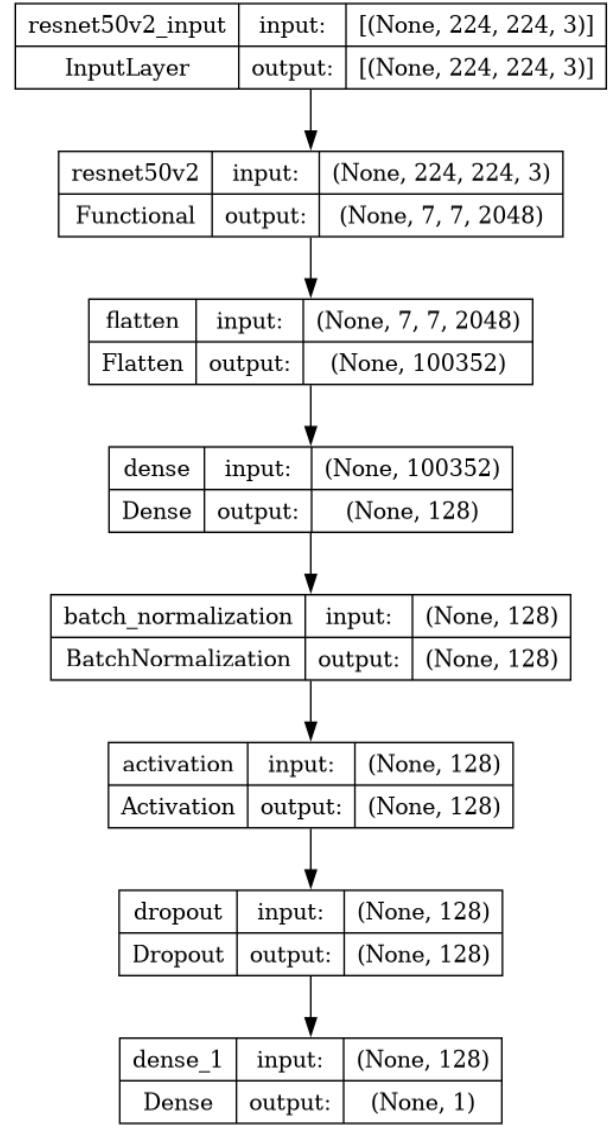 resnet50v2_input input: [(None, 224, 224, 3)]
InputLayer output: [(None, 224, 224, 3)]
resnet50v2 input: (None, 224, 224, 3)
Functional output: (None, 7, 7, 2048)
flatten input: (None, 7, 7, 2048)
Flatten output: (None, 100352)
dense input: (None, 100352)
Dense output: (None, 128)
batch_normalization input: (None, 128)
BatchNormalization output: (None, 128)
activation input: (None, 128)
Activation output: (None, 128)
dropout input: (None, 128)
Dropout output: (None, 128)
dense_1 input: (None, 128)
Dense output: (None, 1)